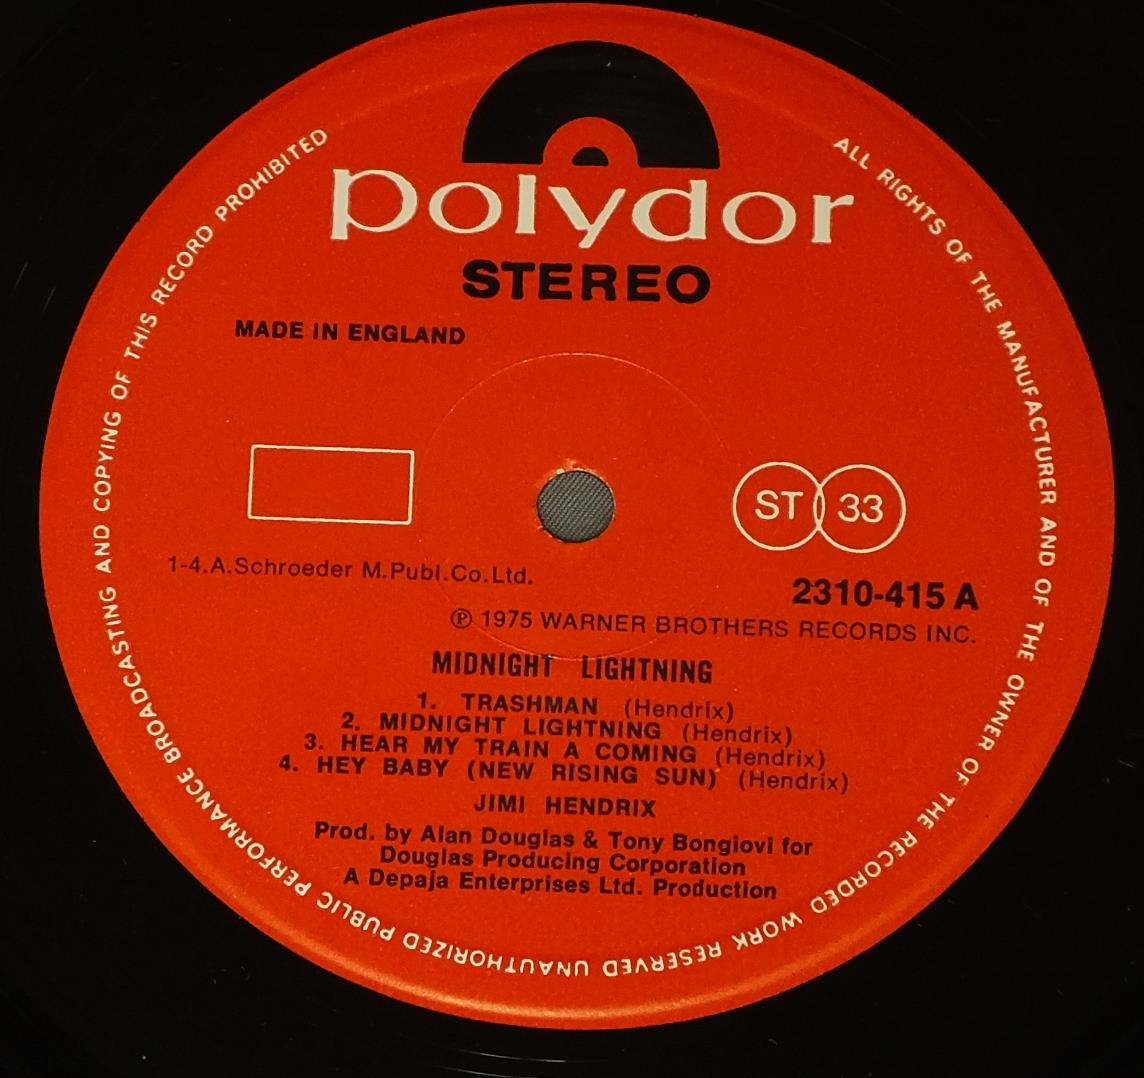 polydor
STEREO
MADE IN ENGLAND
ST 33
1-4.A.Schroeder M.Publ.Co.Ltd.
2310-415 A
℗ 1975 WARNER BROTHERS RECORDS INC.
MIDNIGHT LIGHTNING
1. TRASHMAN (Hendrix)
2. MIDNIGHT LIGHTNING (Hendrix)
3. HEAR MY TRAIN A COMING (Hendrix)
4. HEY BABY (NEW RISING SUN) (Hendrix)
JIMI HENDRIX
Prod. by Alan Douglas & Tony Bongiovi for
Douglas Producing Corporation
A Depaja Enterprises Ltd. Production
ALL RIGHTS OF THE MANUFACTURER AND OF THE OWNER OF THE RECORDED WORK RESERVED UNAUTHORIZED PUBLIC PERFORMANCE BROADCASTING AND COPYING OF THIS RECORD PROHIBITED